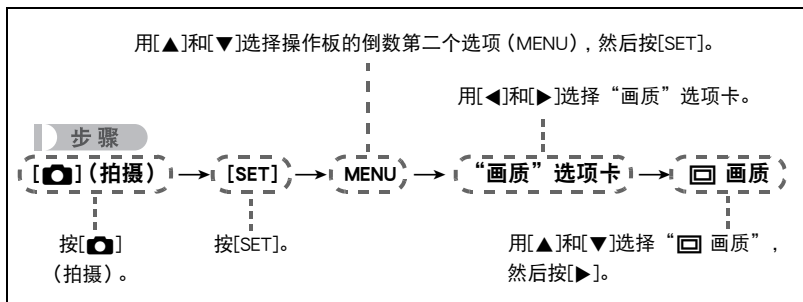 用[▲]和[▼]选择操作板的倒数第二个选项（MENU），然后按[SET]。
用[◀]和[▶]选择“画质”选项卡。
步骤
[📷]（拍摄） → [SET] → MENU → “画质”选项卡 → 画质
按[📷]
（拍摄）。
按[SET]。
用[▲]和[▼]选择“ 画质”，
然后按[▶]。